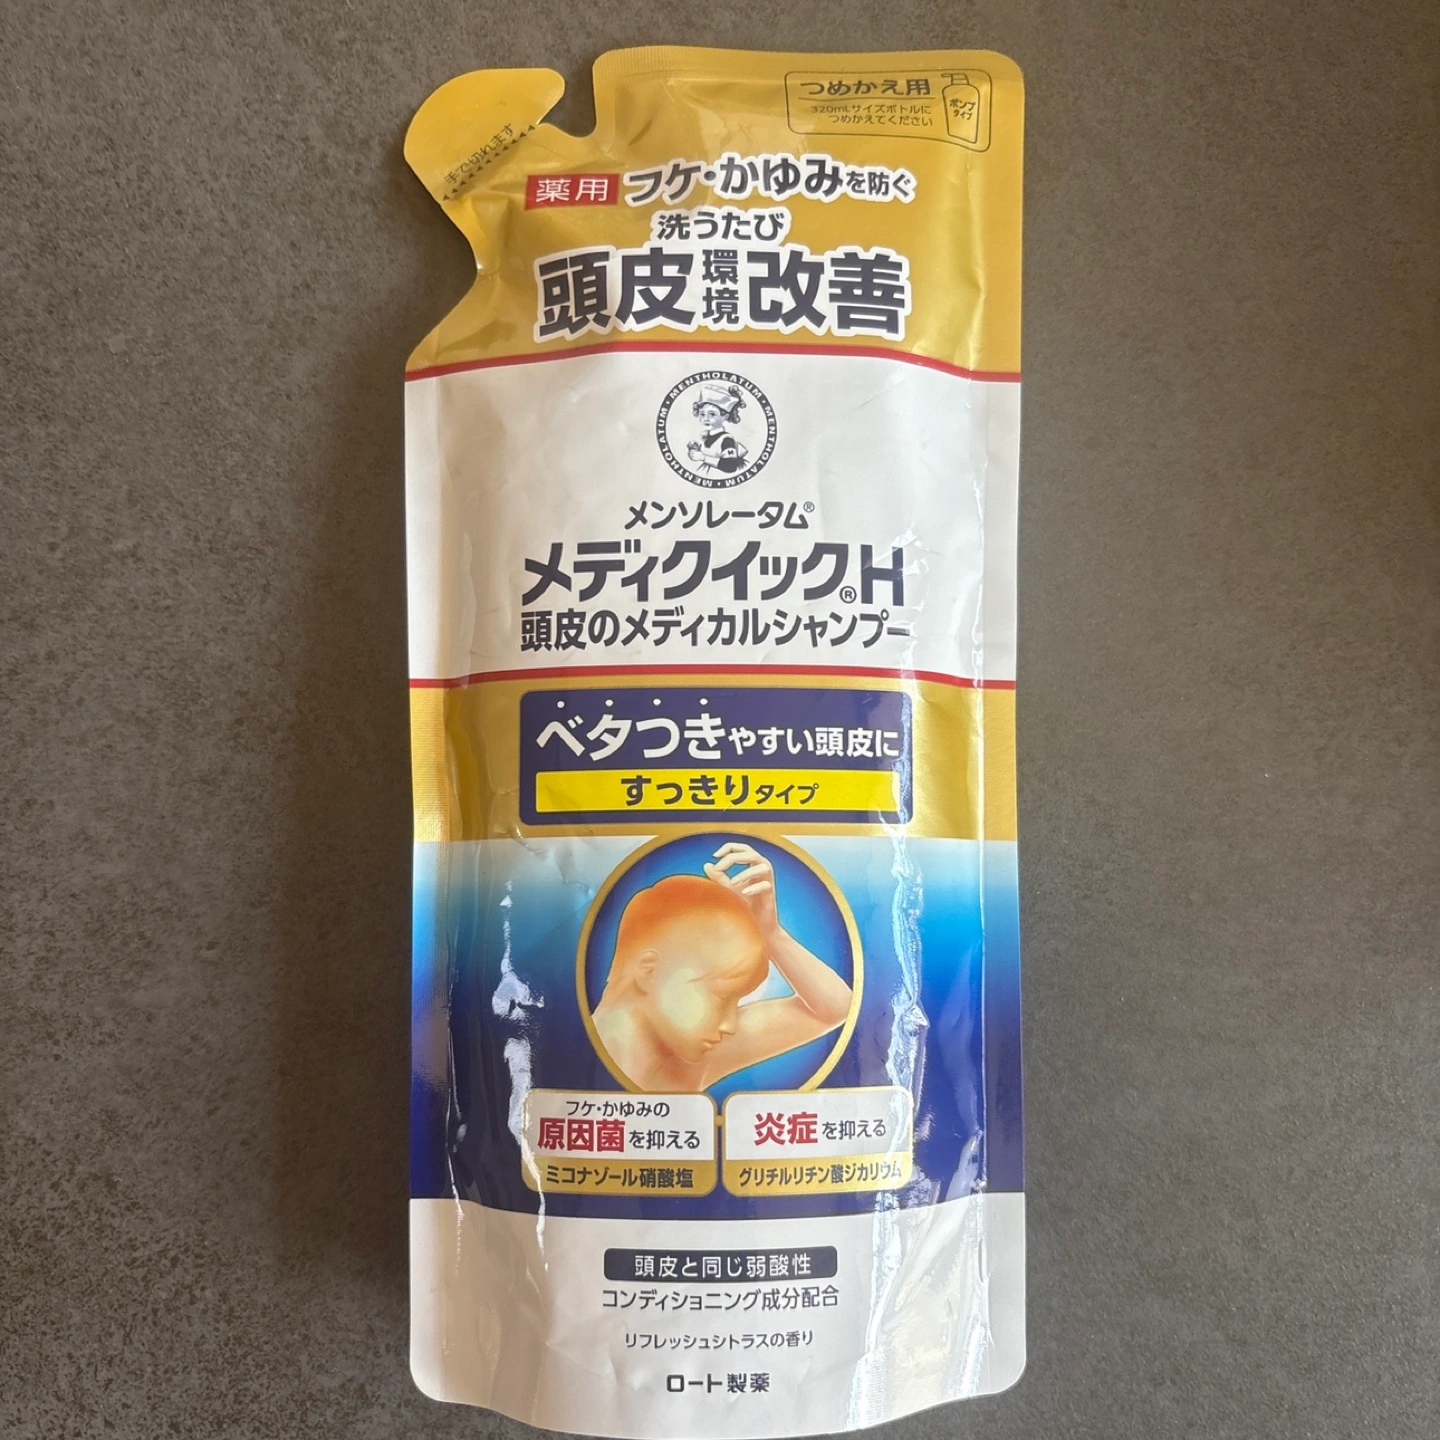 つめかえ用
320mLサイズボトルに
つめかえてください
ポンプ
タイプ
手で切れます
薬用 フケ・かゆみを防ぐ
洗うたび
頭皮環境改善
MENTHOLATUM・MENTHOLATUM・MENTHOLATUM・MENTHOLATUM・
メンソレータム®
メディクイック®H
頭皮のメディカルシャンプー
ベタつきやすい頭皮に
すっきりタイプ
フケ・かゆみの
原因菌を抑える
ミコナゾール硝酸塩
炎症を抑える
グリチルリチン酸ジカリウム
頭皮と同じ弱酸性
コンディショニング成分配合
リフレッシュシトラスの香り
ロート製薬